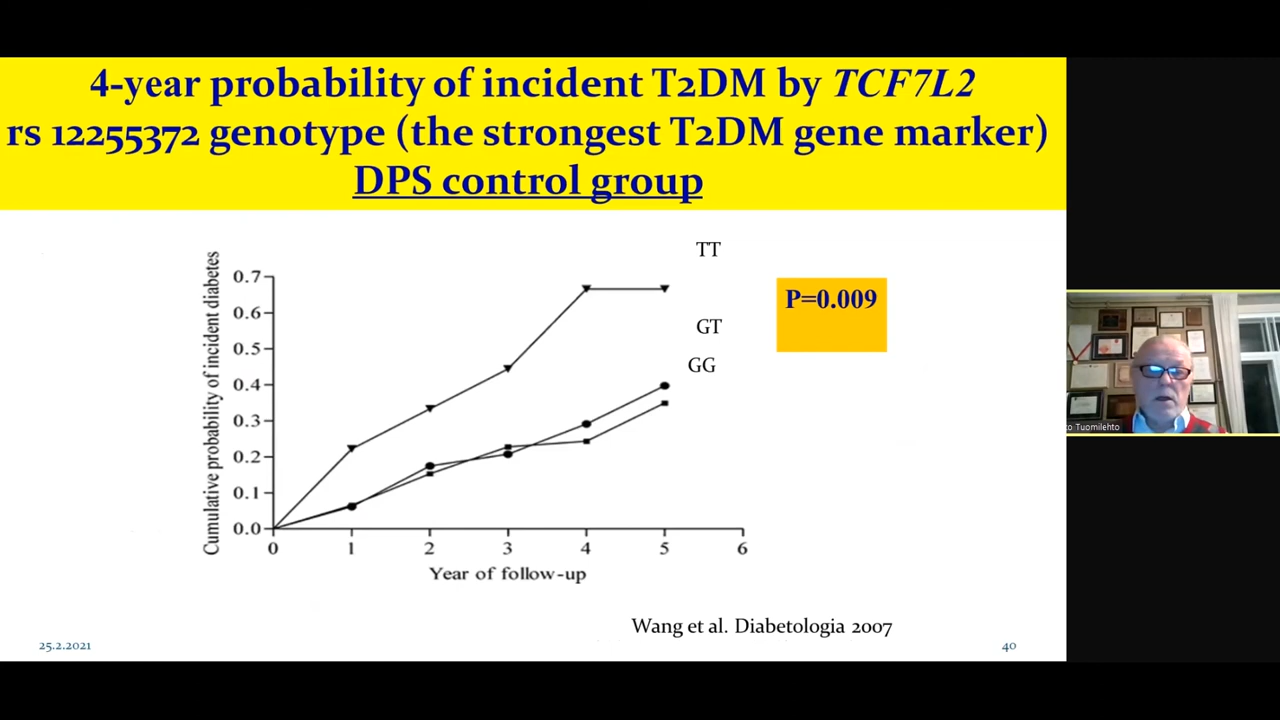 4-year probability of incident T2DM by TCF7L2
rs 12255372 genotype (the strongest T2DM gene marker)
DPS control group
Cumulative probability of incident diabetes
0.7
0.6
0.5
0.4
0.3
0.2
0.1
0.0
0 1 2 3 4 5 6
Year of follow-up
TT
GT
GG
P=0.009
Wang et al. Diabetologia 2007
25.2.2021
40
Tuomilehto